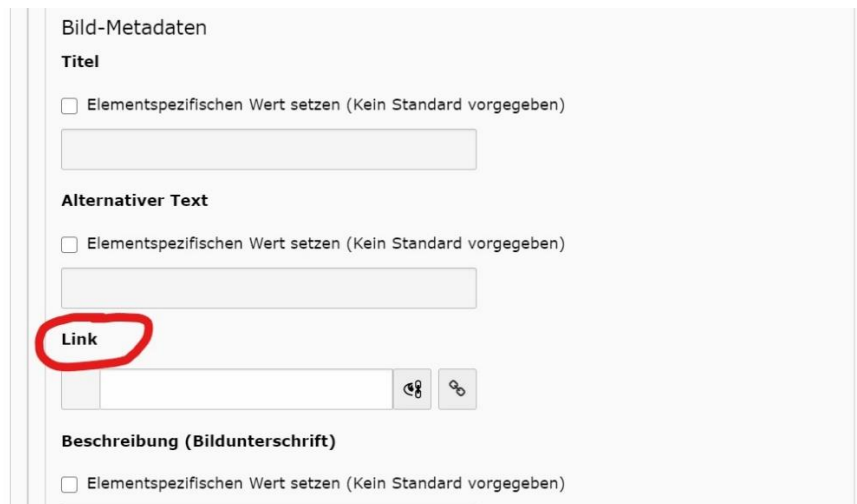 Bild-Metadaten
Titel
Elementspezifischen Wert setzen (Kein Standard vorgegeben)
Alternativer Text
Elementspezifischen Wert setzen (Kein Standard vorgegeben)
Link
Beschreibung (Bildunterschrift)
Elementspezifischen Wert setzen (Kein Standard vorgegeben)